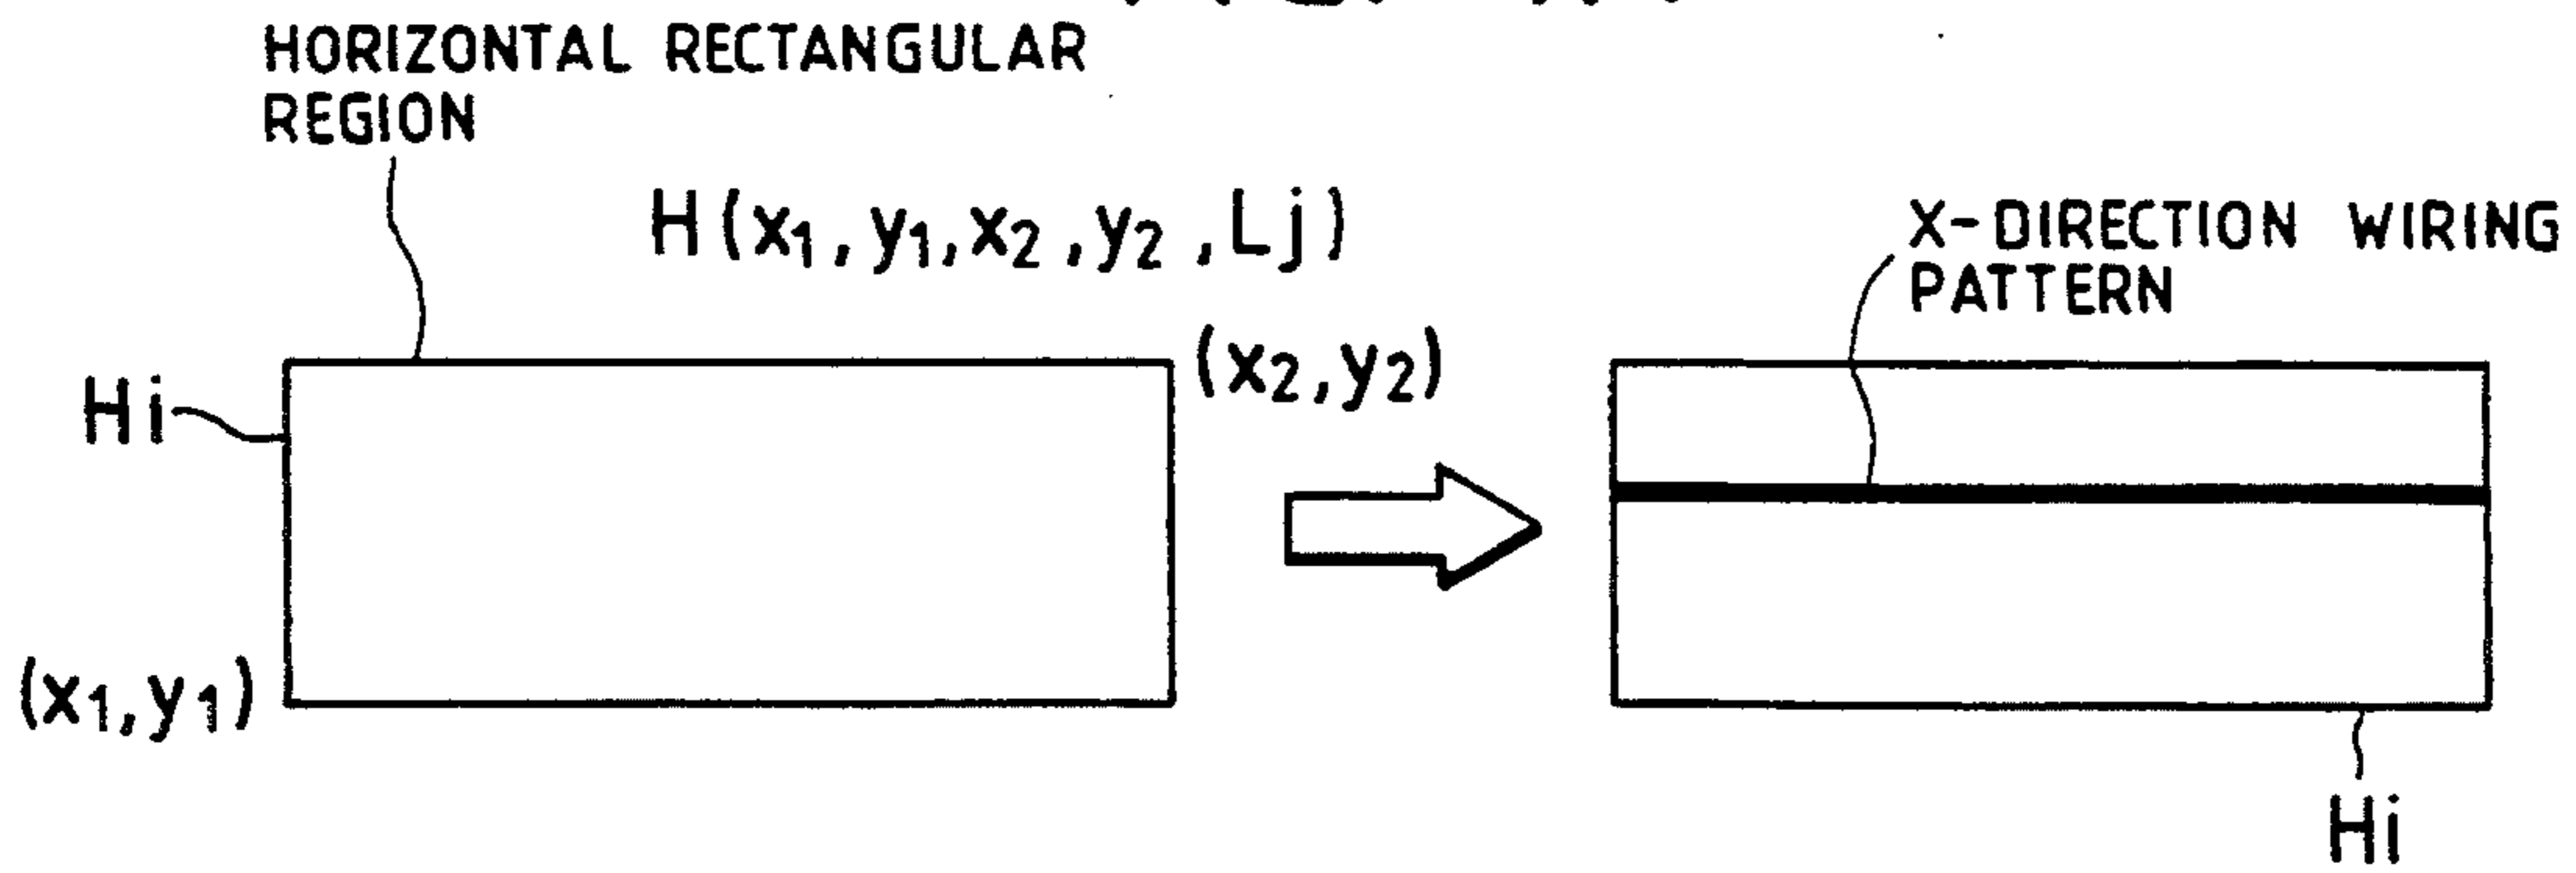 HORIZONTAL RECTANGULAR
REGION
H(x1,y1,x2,y2,Lj)
X-DIRECTION WIRING
PATTERN
(x2,y2)
Hi
(x1,y1)
Hi